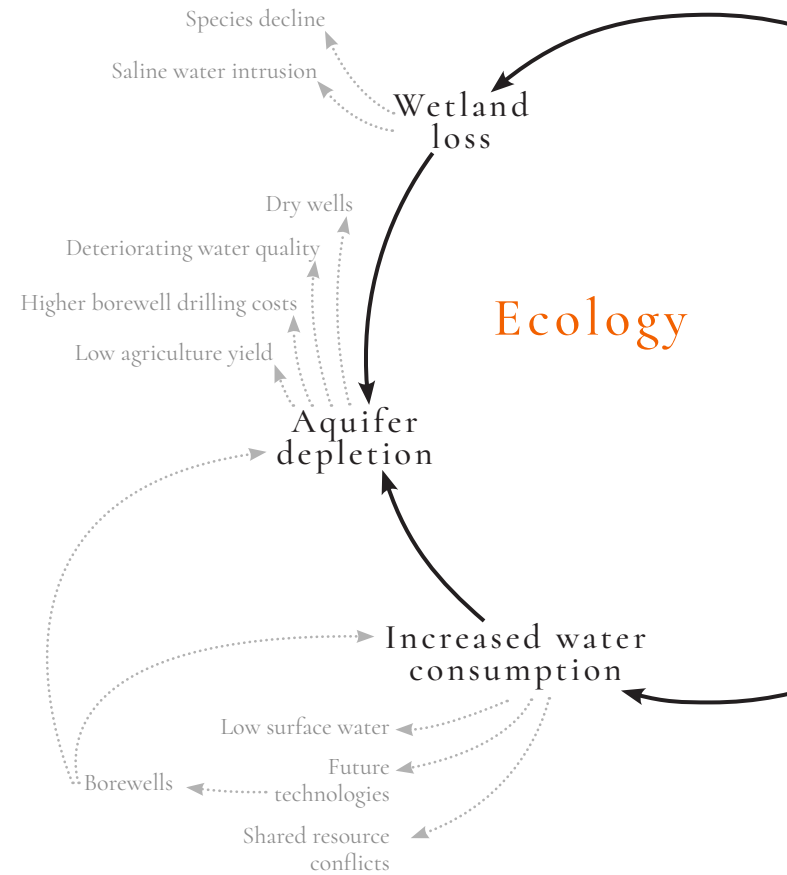 Species decline
Saline water intrusion
Wetland
loss
Dry wells
Deteriorating water quality
Higher borewell drilling costs
Low agriculture yield
Ecology
Aquifer
depletion
Increased water
consumption
Low surface water
Future
technologies
Borewells
Shared resource
conflicts